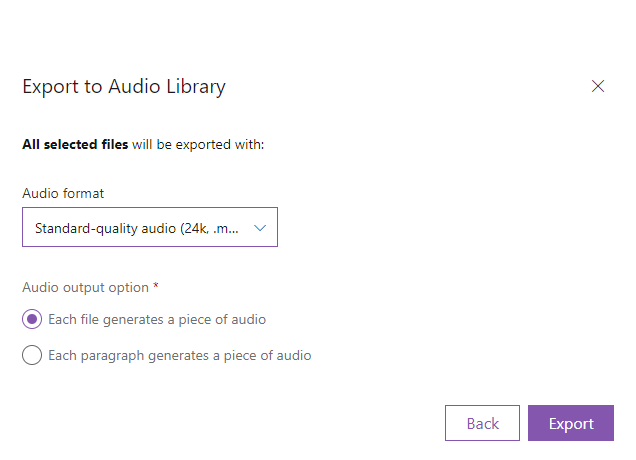 Export to Audio Library
All selected files will be exported with:
Audio format
Standard-quality audio (24k, .m...
Audio output option *
Each file generates a piece of audio
Each paragraph generates a piece of audio
Back
Export